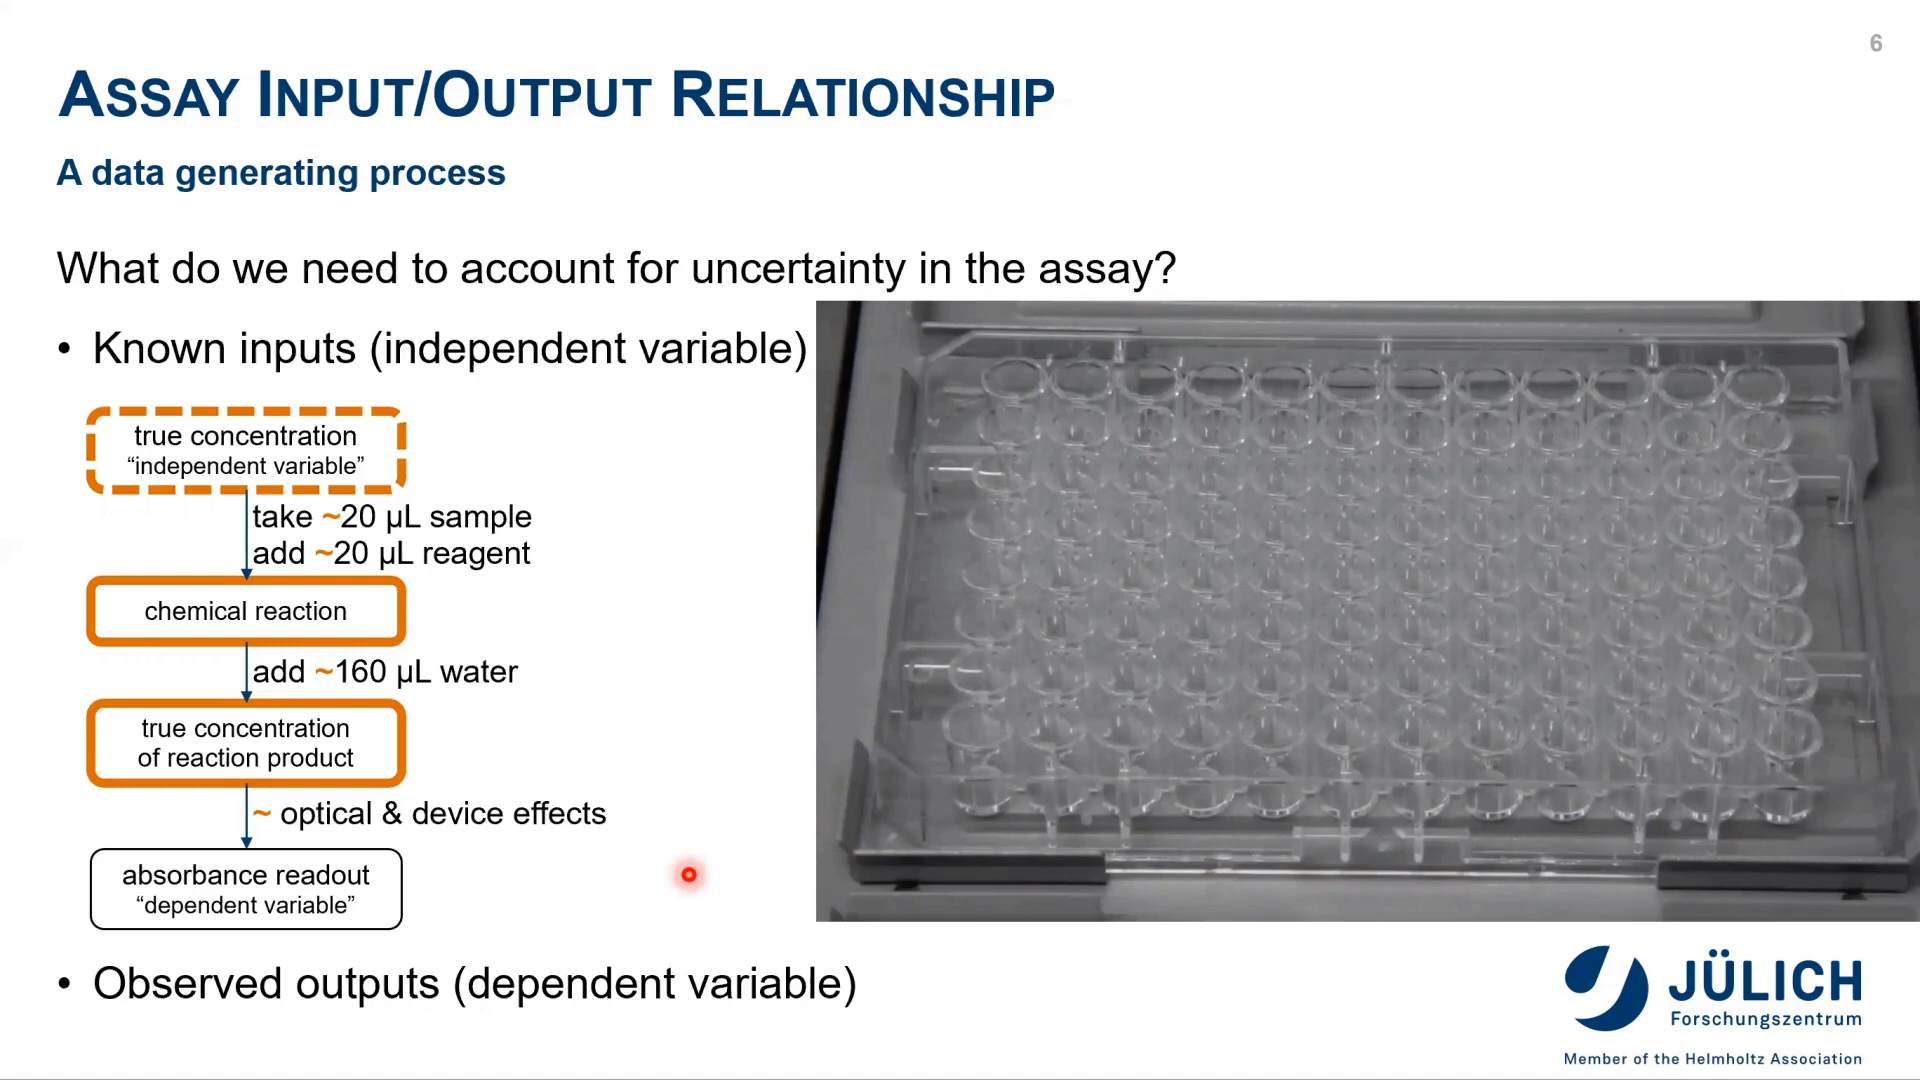 6
ASSAY INPUT/OUTPUT RELATIONSHIP
A data generating process
What do we need to account for uncertainty in the assay?
• Known inputs (independent variable)
true concentration
“independent variable”
take ~20 µL sample
add ~20 µL reagent
chemical reaction
add ~160 µL water
true concentration
of reaction product
~ optical & device effects
absorbance readout
“dependent variable”
• Observed outputs (dependent variable)
JÜLICH
Forschungszentrum
Member of the Helmholtz Association